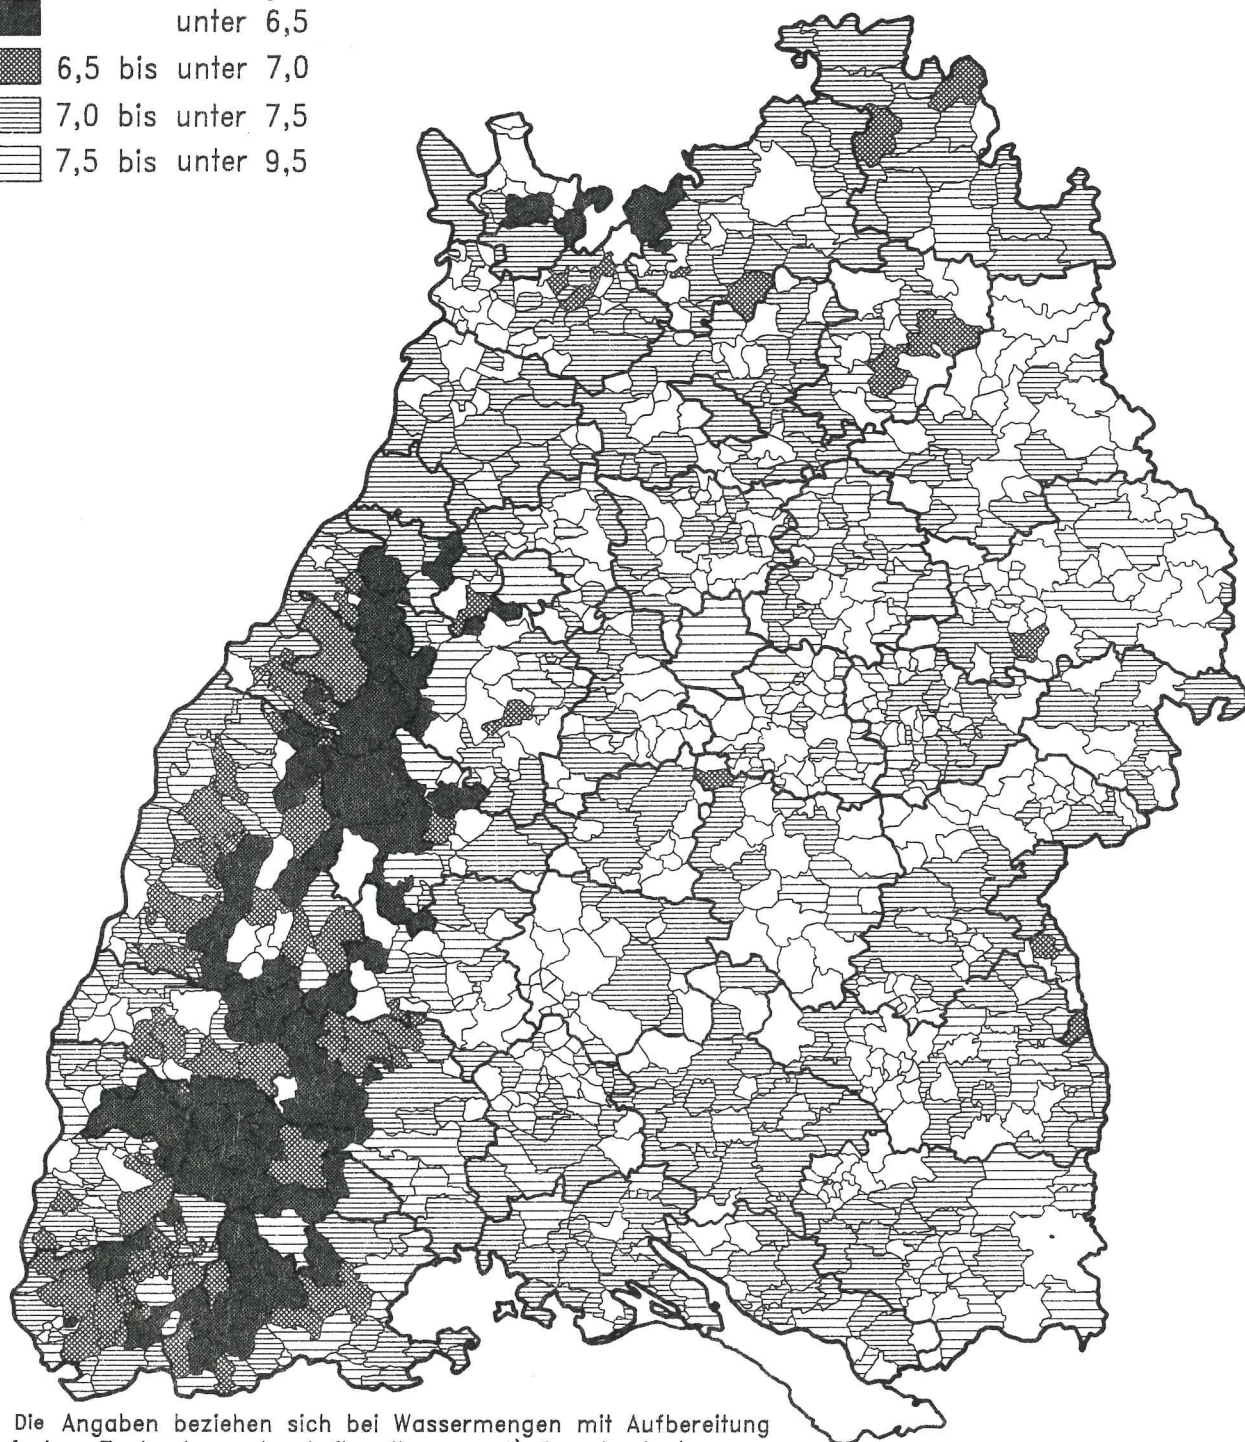 unter 6,5
6,5 bis unter 7,0
7,0 bis unter 7,5
7,5 bis unter 9,5
Die Angaben beziehen sich bei Wassermengen mit Aufbereitung